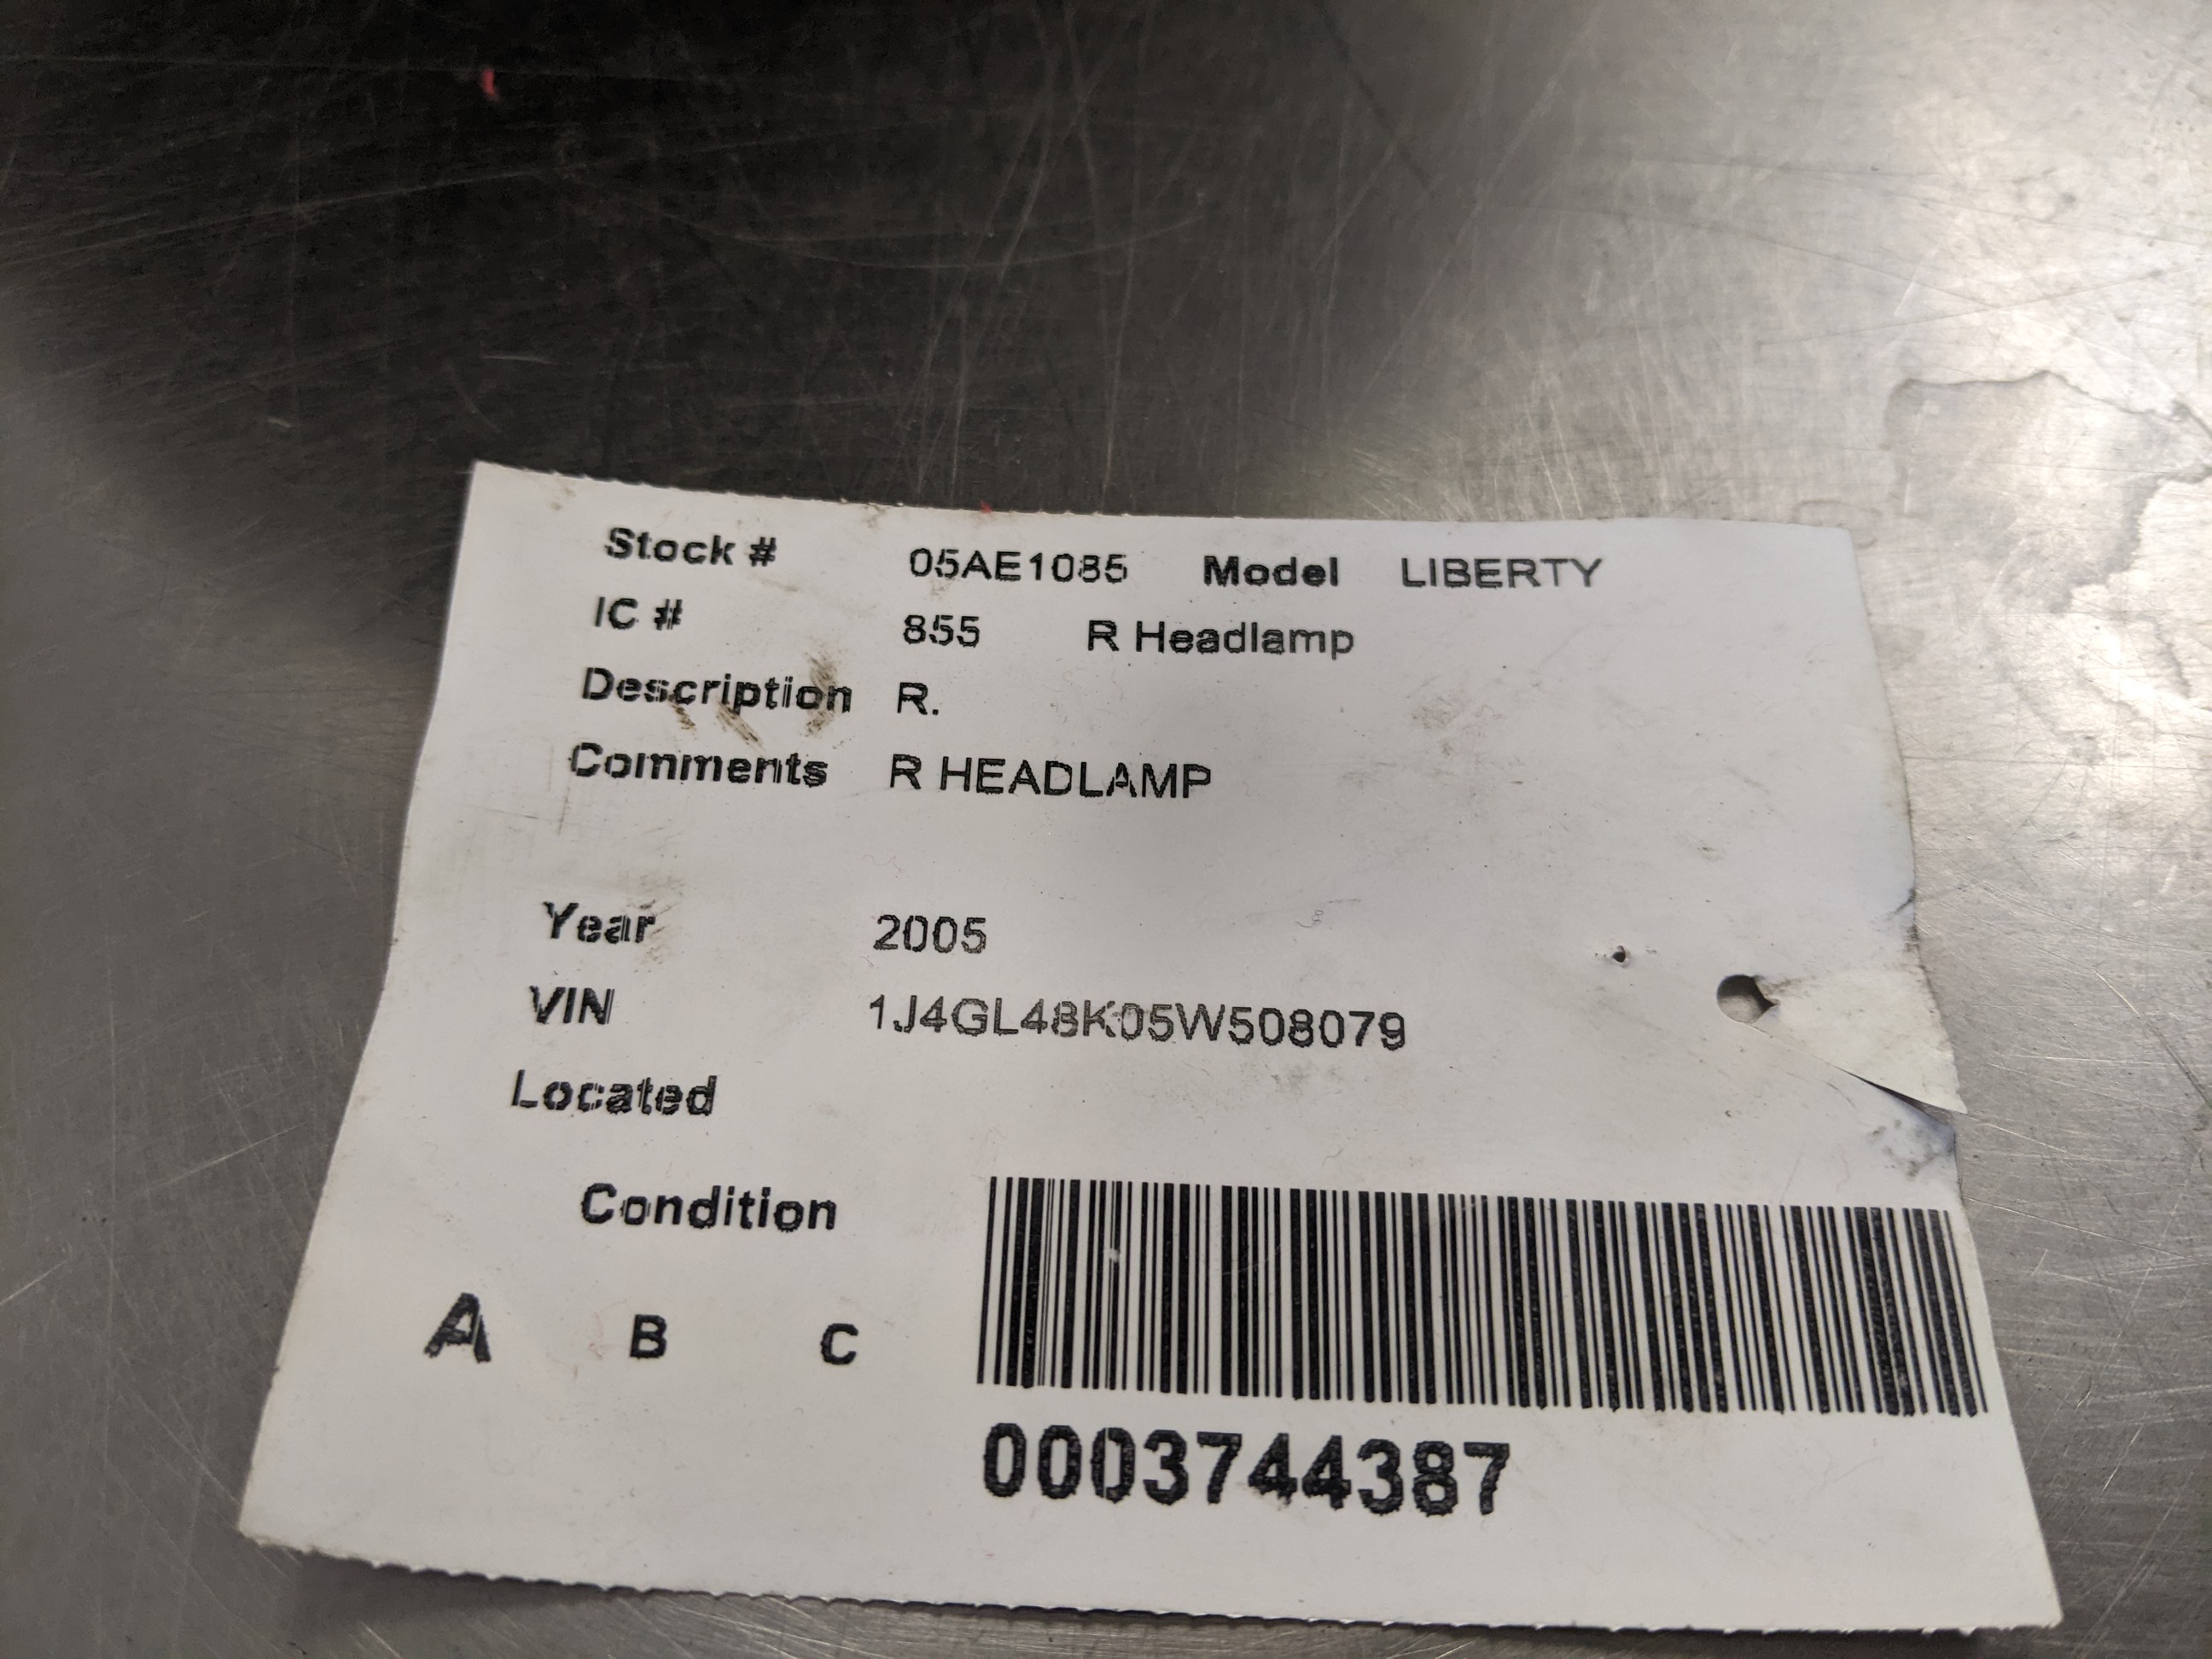 Stock # 05AE1085 Model LIBERTY
IC # 855 R Headlamp
Description R.
Comments R HEADLAMP
Year 2005
VIN 1J4GL48K05W508079
Located
Condition
A B C
0003744387